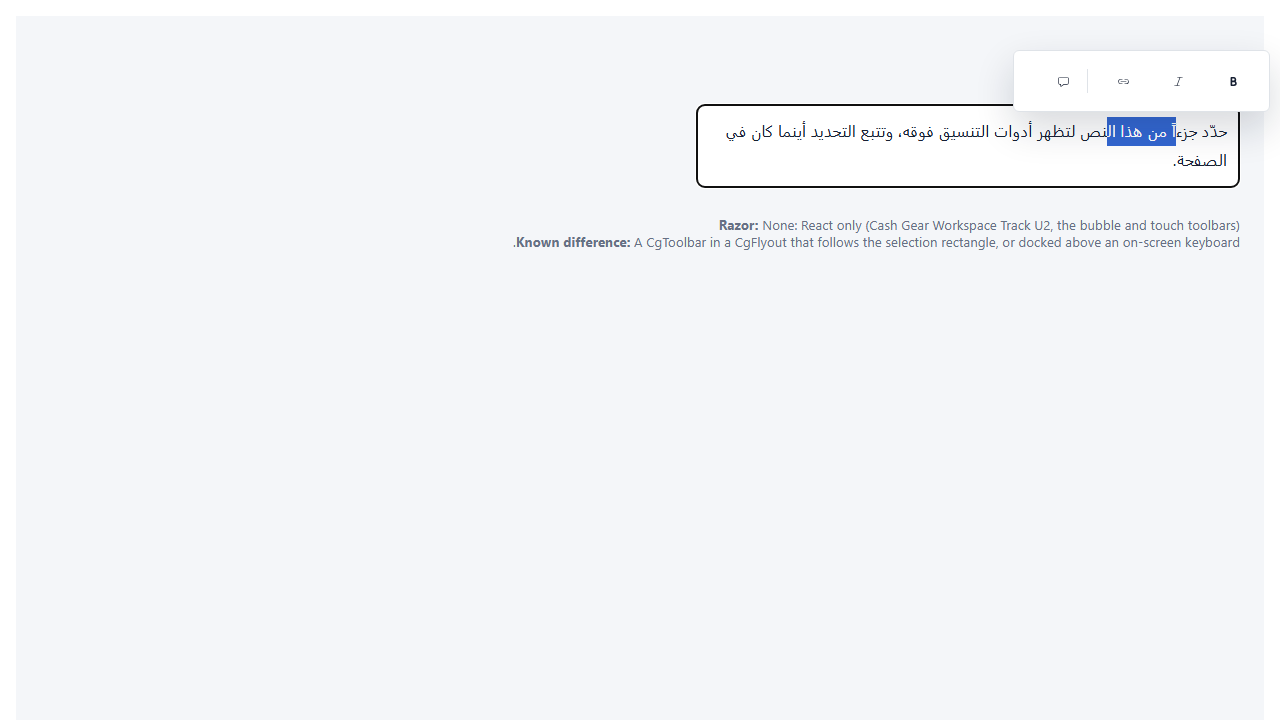 B I
حدّد جزءاً من هذا النص لتظهر أدوات التنسيق فوقه، وتتبع التحديد أينما كان في
الصفحة.
Razor: None: React only (Cash Gear Workspace Track U2, the bubble and touch toolbars)
Known difference: A CgToolbar in a CgFlyout that follows the selection rectangle, or docked above an on-screen keyboard.